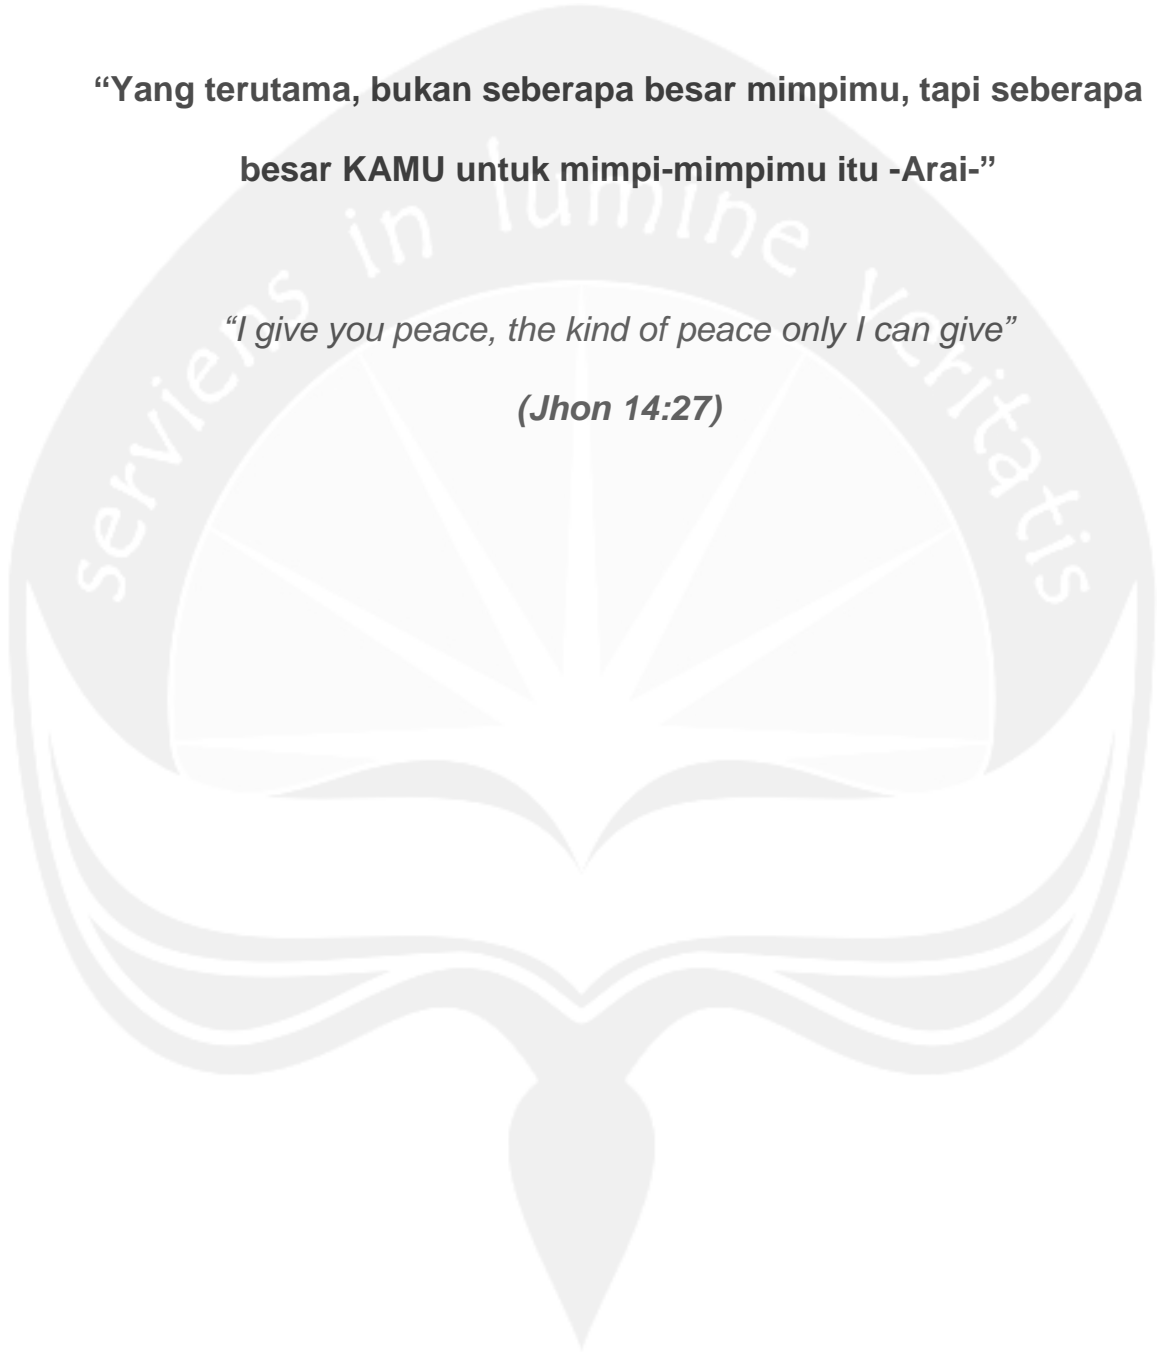 “Yang terutama, bukan seberapa besar mimpimu, tapi seberapa
besar KAMU untuk mimpi-mimpimu itu -Arai-”
“I give you peace, the kind of peace only I can give”
(Jhon 14:27)
serviens in lumine veritatis